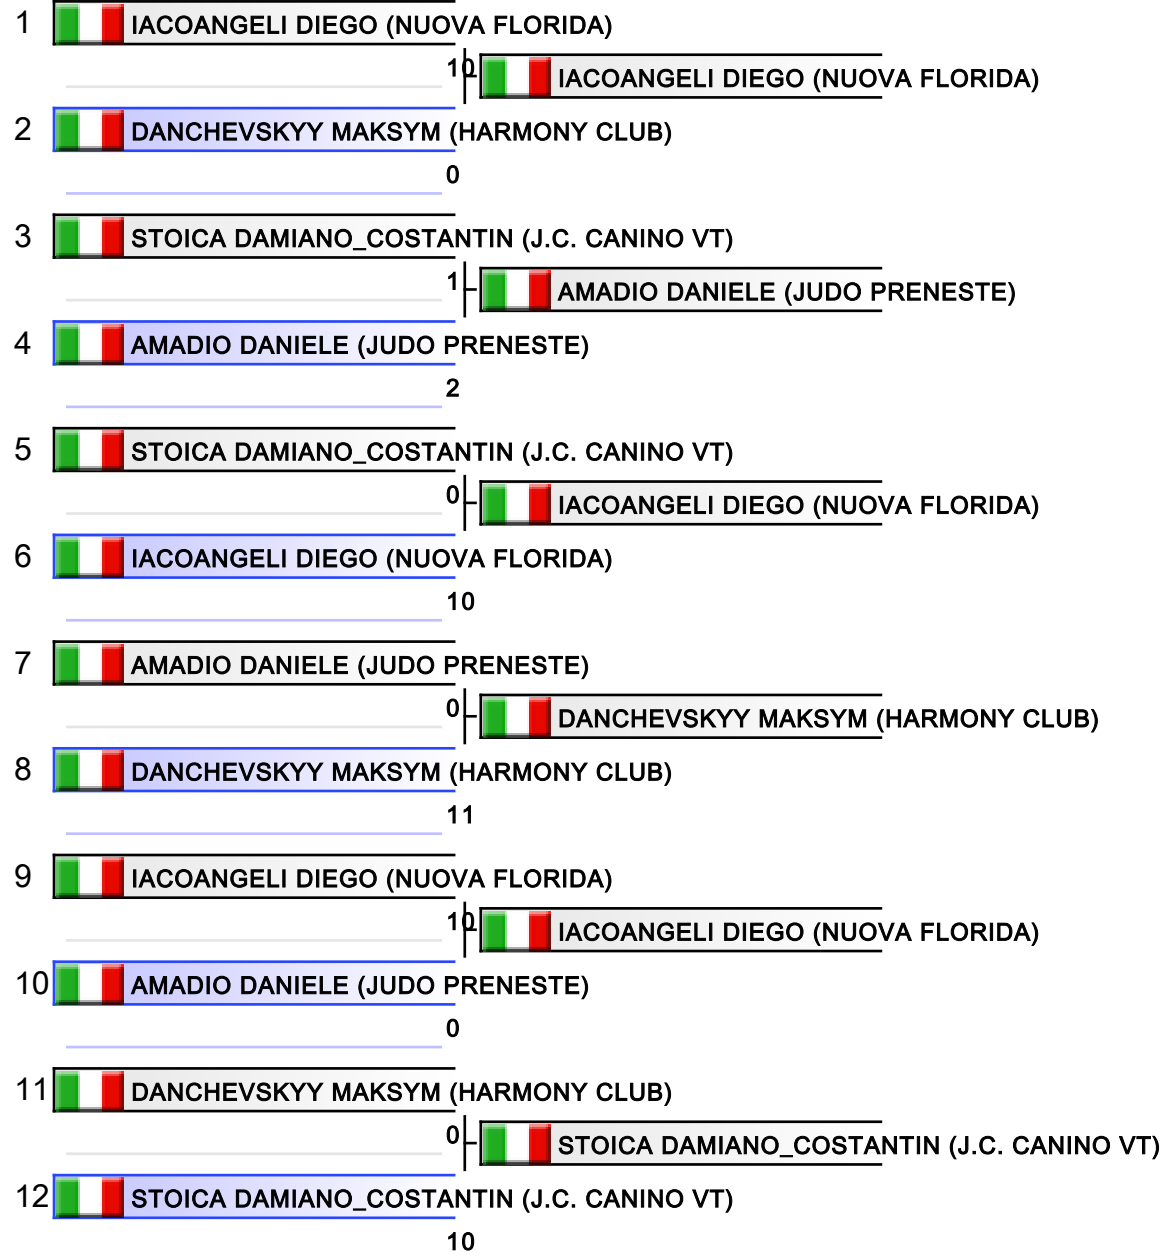 1 IACOANGELI DIEGO (NUOVA FLORIDA)
10 IACOANGELI DIEGO (NUOVA FLORIDA)
2 DANCHEVSKYY MAKSYM (HARMONY CLUB)
0
3 STOICA DAMIANO_COSTANTIN (J.C. CANINO VT)
1 AMADIO DANIELE (JUDO PRENESTE)
4 AMADIO DANIELE (JUDO PRENESTE)
2
5 STOICA DAMIANO_COSTANTIN (J.C. CANINO VT)
0 IACOANGELI DIEGO (NUOVA FLORIDA)
6 IACOANGELI DIEGO (NUOVA FLORIDA)
10
7 AMADIO DANIELE (JUDO PRENESTE)
0 DANCHEVSKYY MAKSYM (HARMONY CLUB)
8 DANCHEVSKYY MAKSYM (HARMONY CLUB)
11
9 IACOANGELI DIEGO (NUOVA FLORIDA)
10 IACOANGELI DIEGO (NUOVA FLORIDA)
10 AMADIO DANIELE (JUDO PRENESTE)
0
11 DANCHEVSKYY MAKSYM (HARMONY CLUB)
0 STOICA DAMIANO_COSTANTIN (J.C. CANINO VT)
12 STOICA DAMIANO_COSTANTIN (J.C. CANINO VT)
10